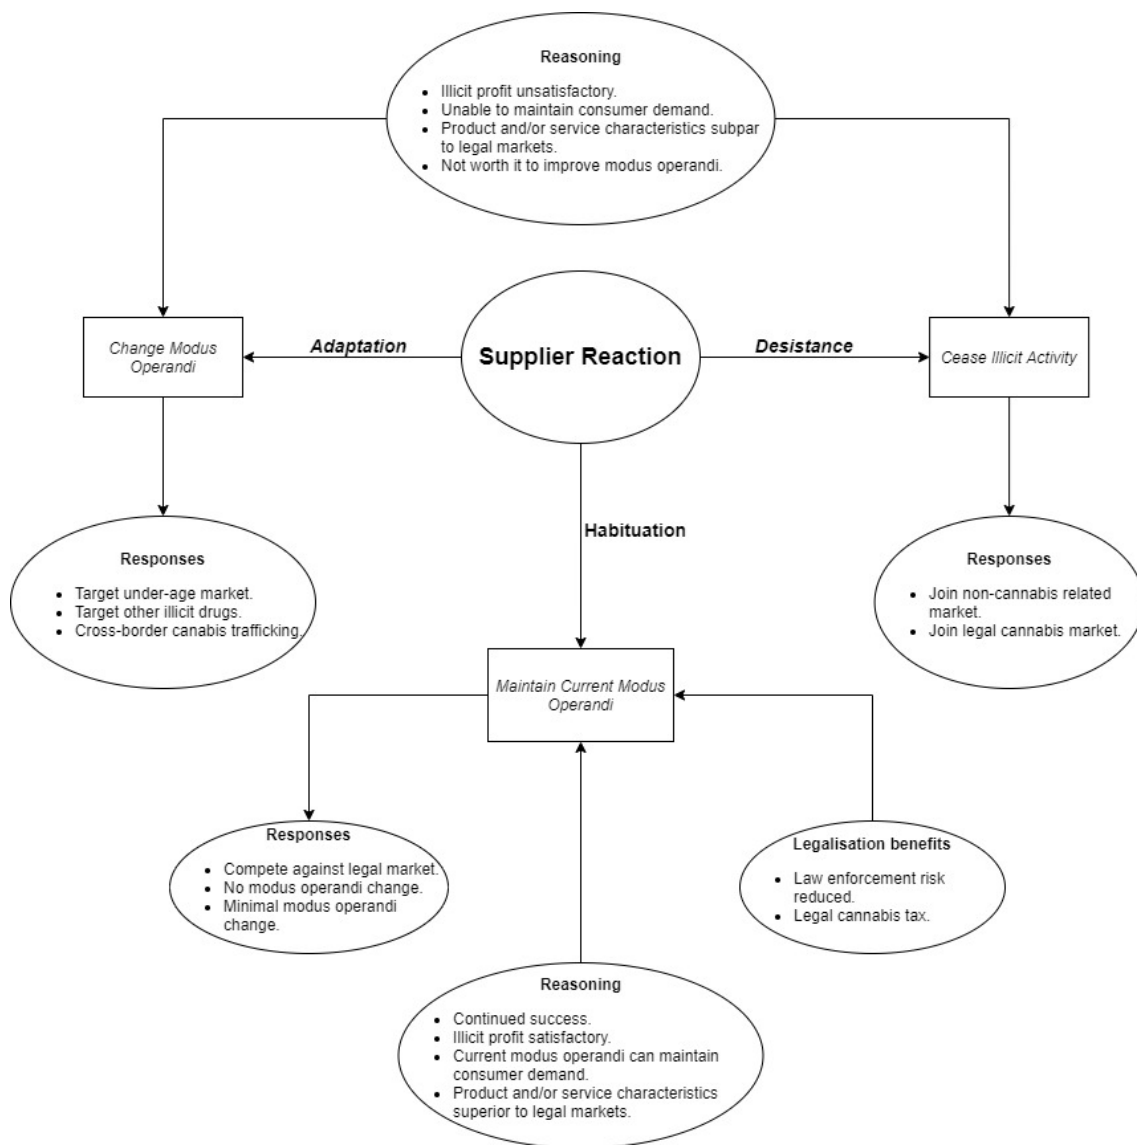 Reasoning
• Illicit profit unsatisfactory.
• Unable to maintain consumer demand.
• Product and/or service characteristics subpar
to legal markets.
• Not worth it to improve modus operandi.
Change Modus
Operandi
Adaptation
Supplier Reaction
Desistance
Cease Illicit Activity
Habituation
Responses
• Target under-age market.
• Target other illicit drugs.
• Cross-border canabis trafficking.
Responses
• Join non-cannabis related
market.
• Join legal cannabis market.
Maintain Current Modus
Operandi
Responses
• Compete against legal market.
• No modus operandi change.
• Minimal modus operandi
change.
Legalisation benefits
• Law enforcement risk
reduced.
• Legal cannabis tax.
Reasoning
• Continued success.
• Illicit profit satisfactory.
• Current modus operandi can maintain
consumer demand.
• Product and/or service characteristics
superior to legal markets.